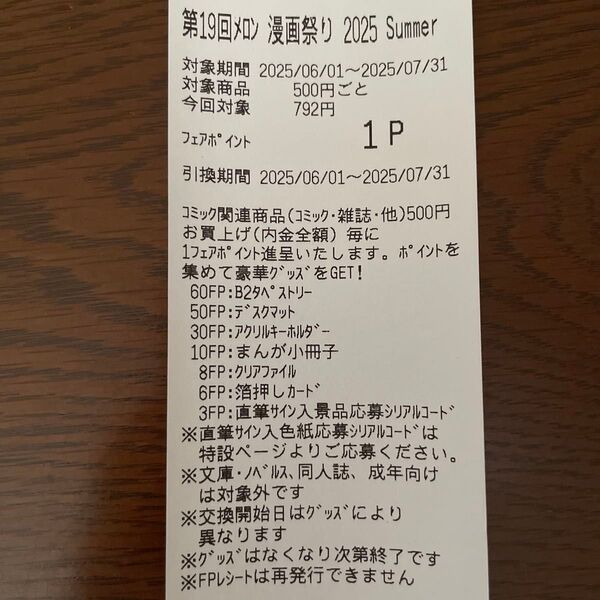 第19回ﾒﾛﾝ 漫画祭り 2025 Summer
対象期間 2025/06/01～2025/07/31
対象商品 500円ごと
今回対象 792円
ﾌｪｱﾎﾟｲﾝﾄ 1P
引換期間 2025/06/01～2025/07/31
ｺﾐｯｸ関連商品(ｺﾐｯｸ･雑誌･他)500円
お買上げ(内金全額) 毎に
1ﾌｪｱﾎﾟｲﾝﾄ進呈いたします。ﾎﾟｲﾝﾄを
集めて豪華ｸﾞｯｽﾞをGET!
60FP:B2ﾀﾍﾟｽﾄﾘｰ
50FP:ﾃﾞｽｸﾏｯﾄ
30FP:ｱｸﾘﾙｷｰﾎﾙﾀﾞｰ
10FP:まんが小冊子
8FP:ｸﾘｱﾌｧｲﾙ
6FP:箔押しｶｰﾄﾞ
3FP:直筆ｻｲﾝ入景品応募ｼﾘｱﾙｺｰﾄﾞ
※直筆ｻｲﾝ入色紙応募ｼﾘｱﾙｺｰﾄﾞは
特設ﾍﾟｰｼﾞよりご応募ください。
※文庫･ﾉﾍﾞﾙｽ､同人誌、成年向け
は対象外です
※交換開始日はｸﾞｯｽﾞにより
異なります
※ｸﾞｯｽﾞはなくなり次第終了です
※FPﾚｼｰﾄは再発行できません